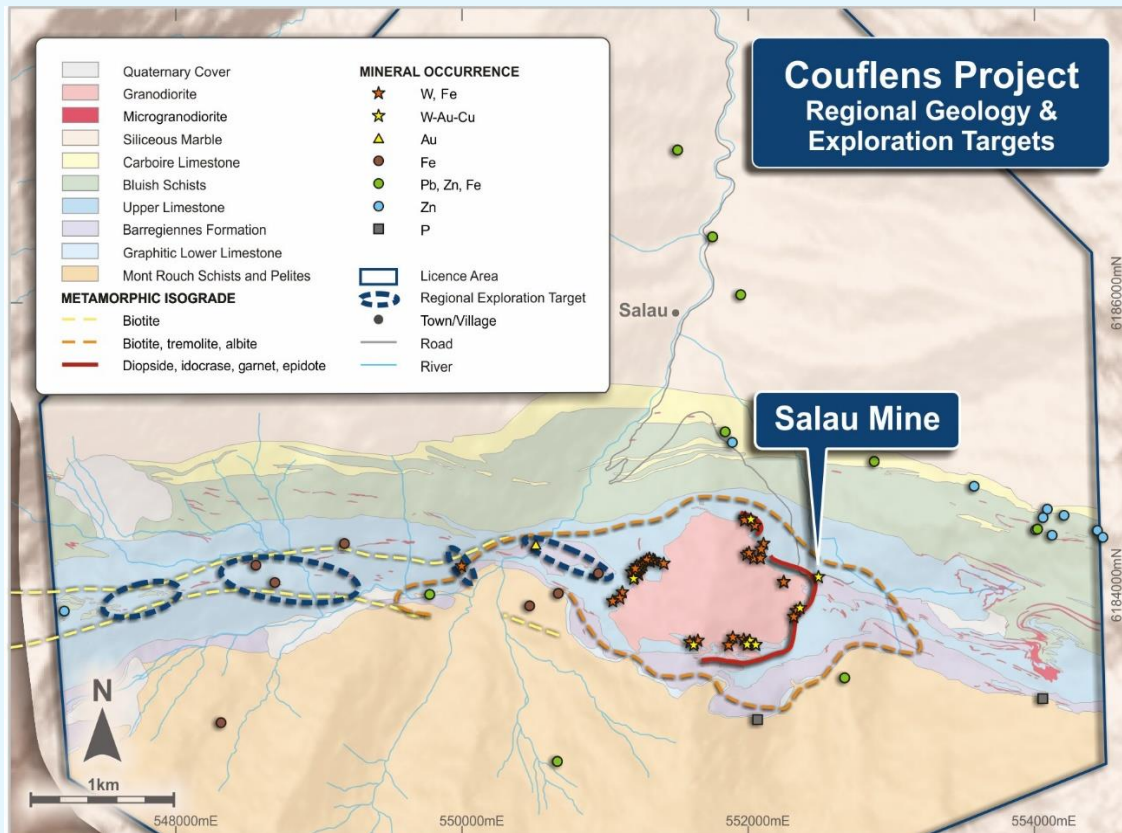 Couflens Project
Regional Geology &
Exploration Targets
Quaternary Cover
Granodiorite
Microgranodiorite
Siliceous Marble
Carboire Limestone
Bluish Schists
Upper Limestone
Barregiennes Formation
Graphitic Lower Limestone
Mont Rouch Schists and Pelites
METAMORPHIC ISOGRADE
Biotite
Biotite, tremolite, albite
Diopside, idocrase, garnet, epidote
MINERAL OCCURRENCE
W, Fe
W-Au-Cu
Au
Fe
Pb, Zn, Fe
Zn
P
Licence Area
Regional Exploration Target
Town/Village
Road
River
Salau
Salau Mine
6186000mN
6184000mN
N
1km
548000mE
550000mE
552000mE
554000mE